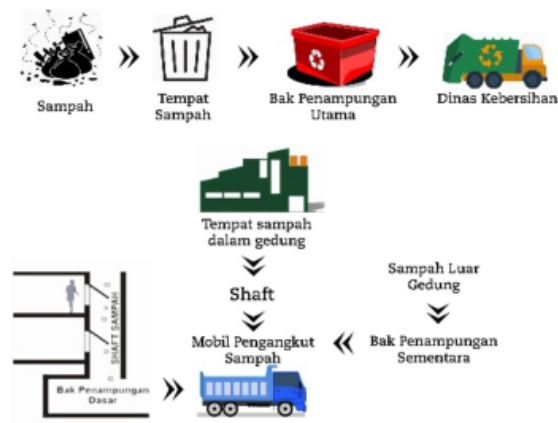 Sampah
Tempat
Sampah
Bak Penampungan
Utama
Dinas Kebersihan
Tempat sampah
dalam gedung
Shaft
Sampah Luar
Gedung
Mobil Pengangkut
Sampah
Bak Penampungan
Sementara
SHAFT SAMPAH
Bak Penampungan
Dasar